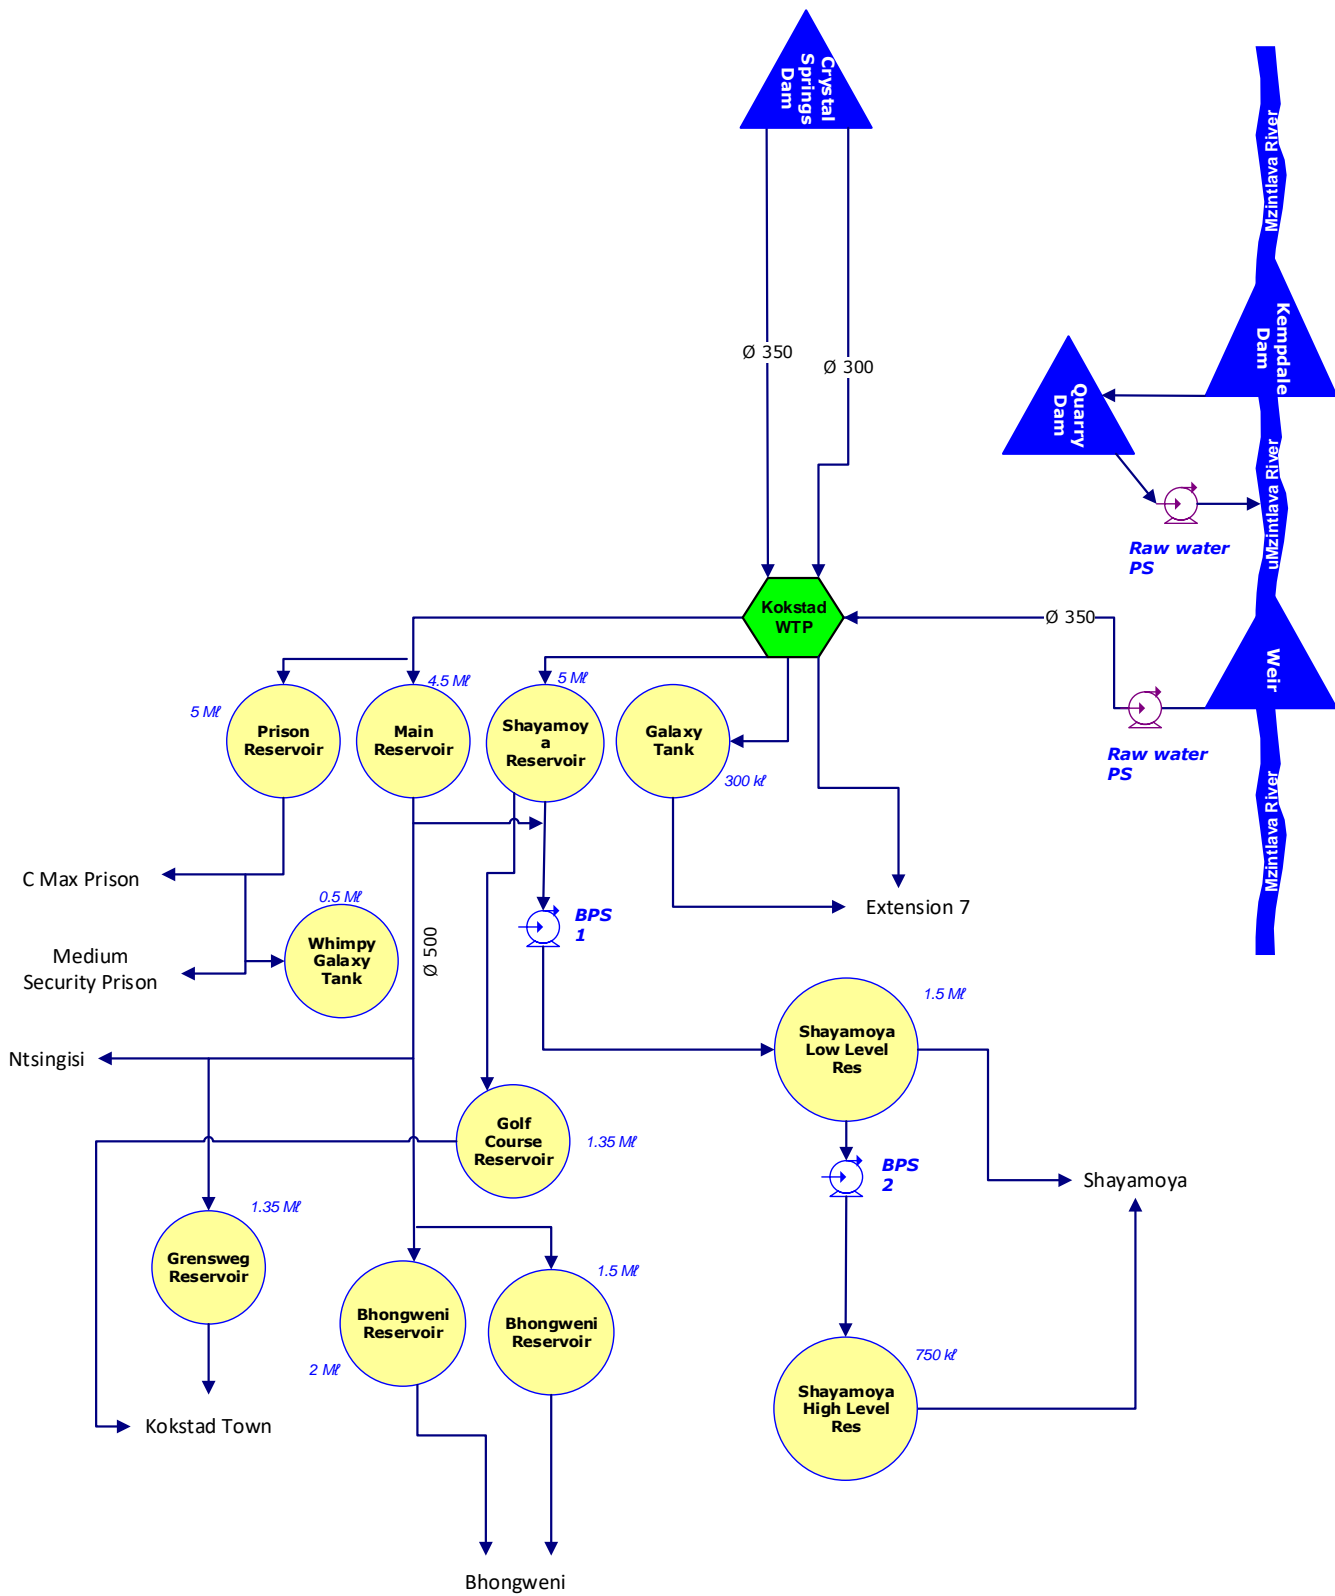 Crystal
Springs
Dam
Mzintlava River
Kempdale
Dam
Quarry
Dam
Ø 350
Ø 300
uMzintlava River
Raw water
PS
Kokstad
WTP
Ø 350
Weir
Raw water
PS
Mzintlava River
5 Mℓ
Prison
Reservoir
4.5 Mℓ
Main
Reservoir
5 Mℓ
Shayamoy
a
Reservoir
Galaxy
Tank
300 kℓ
C Max Prison
0.5 Mℓ
Whimpy
Galaxy
Tank
Medium
Security Prison
Ø 500
BPS
1
Extension 7
1.5 Mℓ
Shayamoya
Low Level
Res
Ntsingisi
Golf
Course
Reservoir
1.35 Mℓ
BPS
2
Shayamoya
1.35 Mℓ
Grensweg
Reservoir
2 Mℓ
Bhongweni
Reservoir
1.5 Mℓ
Bhongweni
Reservoir
750 kℓ
Shayamoya
High Level
Res
Kokstad Town
Bhongweni